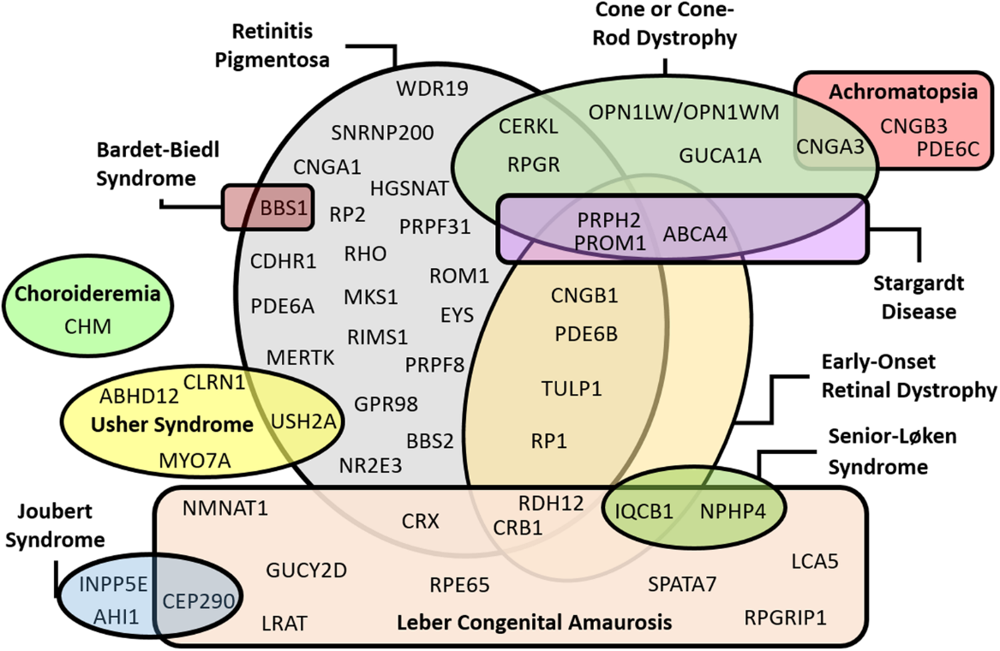 Cone or Cone-
Rod Dystrophy
Retinitis
Pigmentosa
WDR19
Achromatopsia
OPN1LW/OPN1WM
CERKL
CNGB3
SNRNP200
CNGA3
PDE6C
Bardet-Biedl
Syndrome
CNGA1
RPGR
GUCA1A
HGSNAT
BBS1
RP2
PRPF31
PRPH2
PROM1
ABCA4
CDHR1
RHO
ROM1
Stargardt
Disease
Choroideremia
CHM
PDE6A
MKS1
EYS
CNGB1
RIMS1
PDE6B
MERTK
PRPF8
Early-Onset
Retinal Dystrophy
CLRN1
ABHD12
TULP1
Usher Syndrome
USH2A
GPR98
MYO7A
BBS2
RP1
Senior-Løken
Syndrome
NR2E3
Joubert
Syndrome
NMNAT1
CRX
RDH12
CRB1
IQCB1
NPHP4
GUCY2D
RPE65
SPATA7
LCA5
INPP5E
CEP290
AHI1
LRAT
Leber Congenital Amaurosis
RPGRIP1